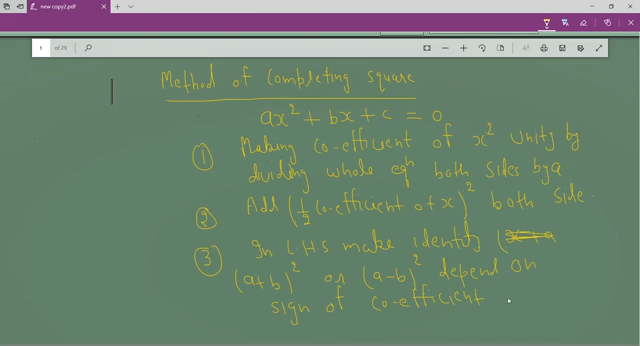 new copy2.pdf
1 of 29
Method of Completing square
ax² + bx + c = 0
① Making co-efficient of x² Unity by
dividing whole eqn both sides by a.
② Add (1/2 co-efficient of x)² both side.
③ In LHS make identity
(a+b)² or (a-b)² depend on
sign of co-efficient